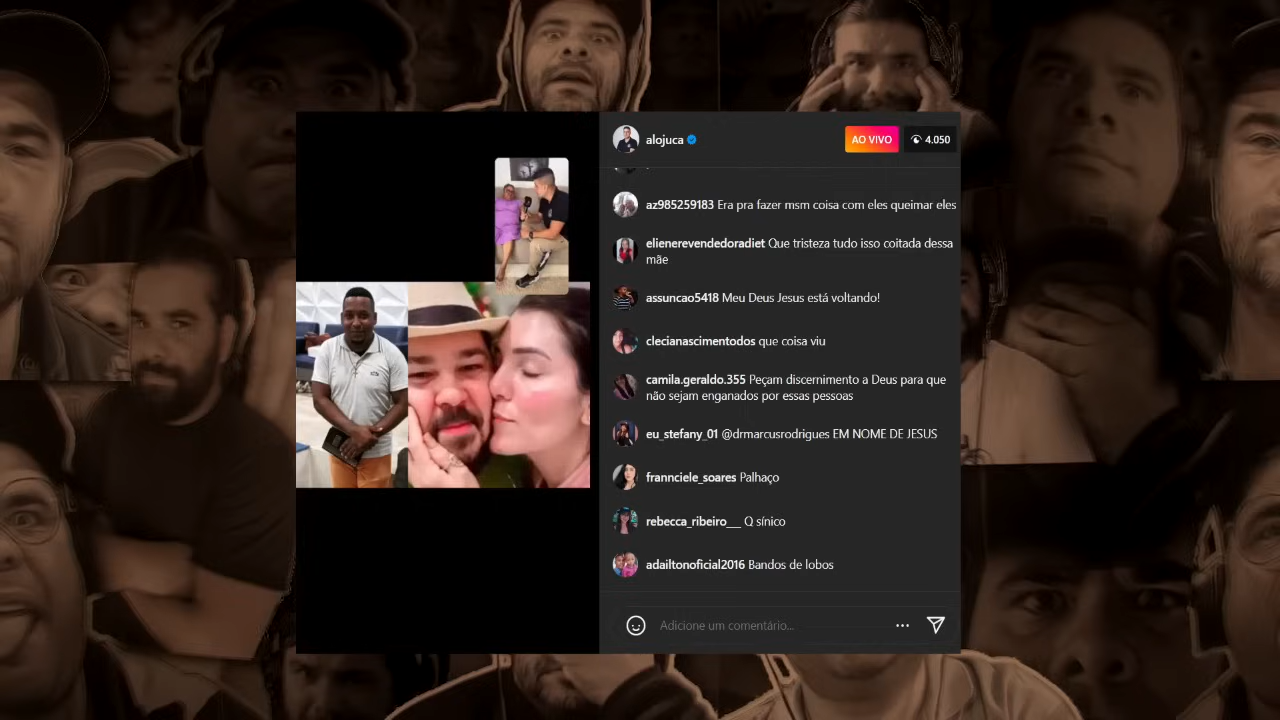 alojuca
AO VIVO
4.050
az985259183 Era pra fazer msm coisa com eles queimar eles
elienerevendedoradiet Que tristeza tudo isso coitada dessa
mãe
assuncao5418 Meu Deus Jesus está voltando!
clecianascimentodos que coisa viu
camila.geraldo.355 Peçam discernimento a Deus para que
não sejam enganados por essas pessoas
eu_stefany_01 @drmarcusrodrigues EM NOME DE JESUS
frannciele_soares Palhaço
rebecca_ribeiro__ Q sínico
adailtonoficial2016 Bandos de lobos
Adicione um comentário...